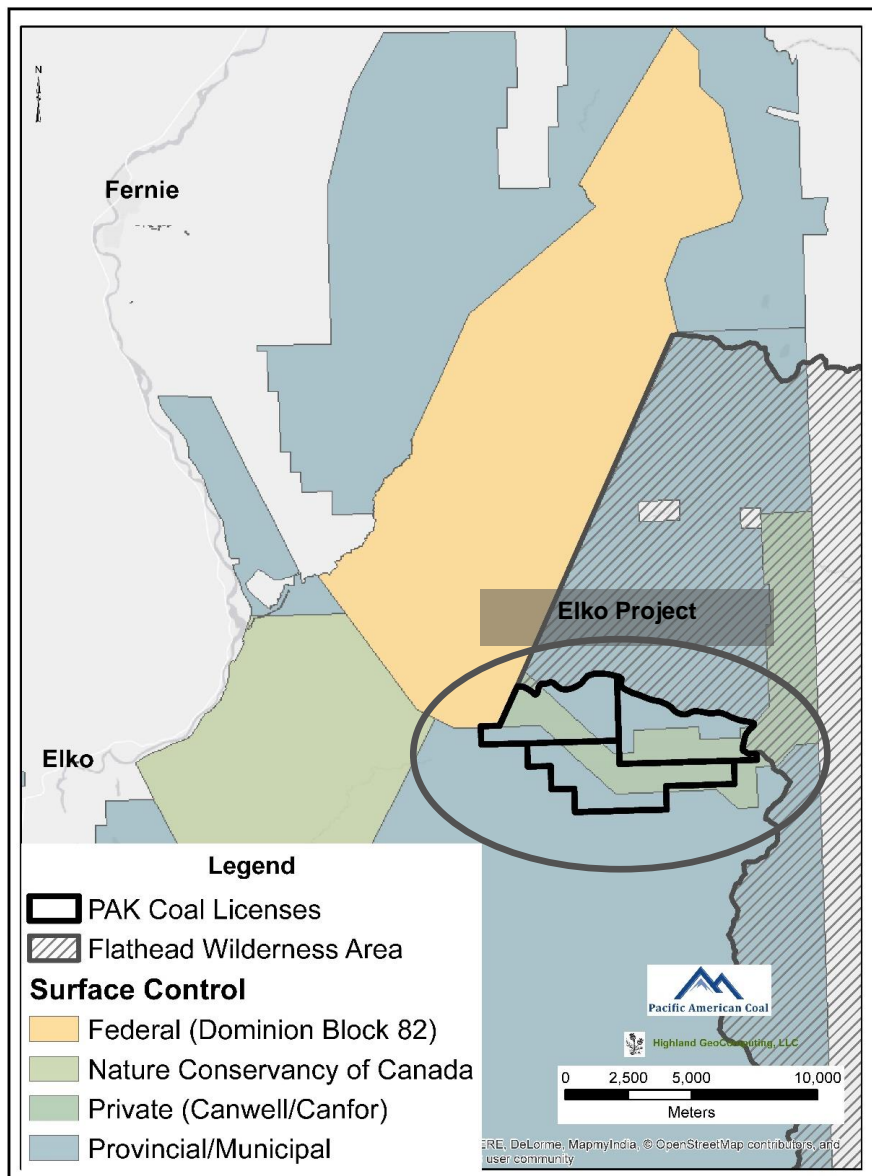 N
Fernie
Elko Project
Elko
Legend
PAK Coal Licenses
Flathead Wilderness Area
Surface Control
Federal (Dominion Block 82)
Nature Conservancy of Canada
Private (Canwell/Canfor)
Provincial/Municipal
Pacific American Coal
Highland GeoComputing, LLC
0 2,500 5,000 10,000
Meters
ERE, DeLorme, MapmyIndia, © OpenStreetMap contributors, and
user community